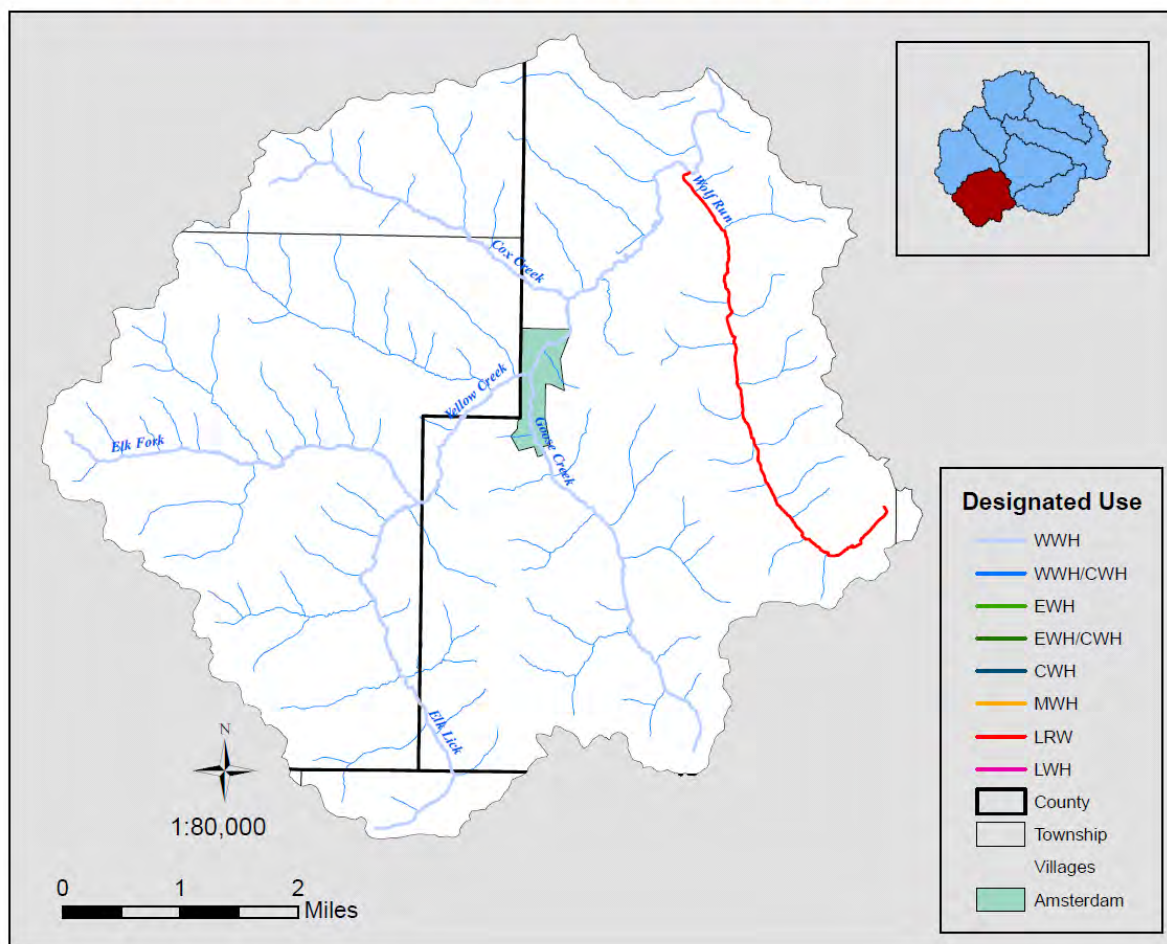 Wolf Run
Cox Creek
Yellow Creek
Elk Fork
Goose Creek
Elk Lick
N
1:80,000
0 1 2
Miles
Designated Use
WWH
WWH/CWH
EWH
EWH/CWH
CWH
MWH
LRW
LWH
County
Township
Villages
Amsterdam